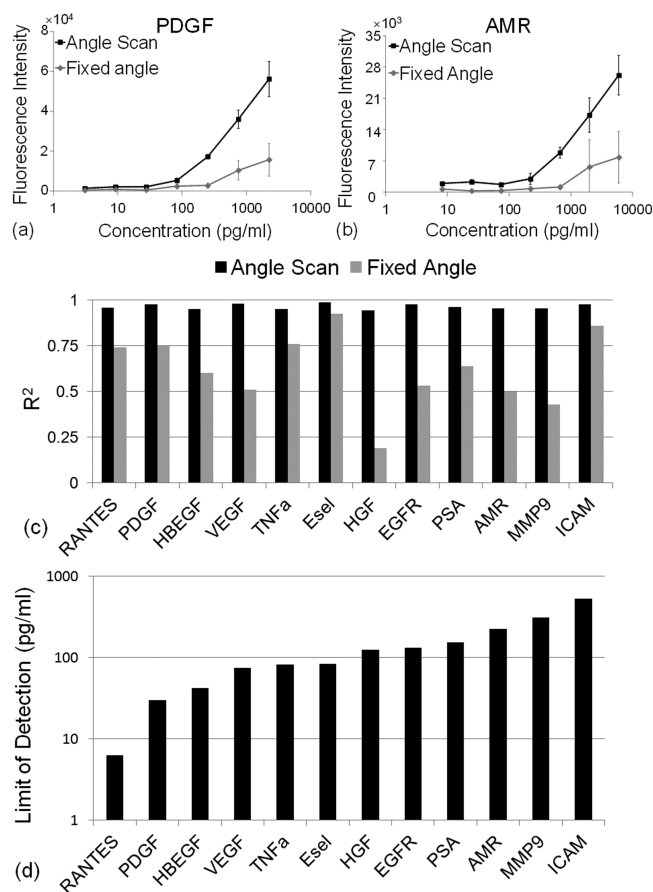 PDGF
×10⁴
8
6
4
2
0
Fluorescence Intensity
Angle Scan
Fixed angle
1 10 100 1000 10000
(a) Concentration (pg/ml)
AMR
×10³
35
28
21
14
7
0
Fluorescence Intensity
Angle Scan
Fixed Angle
1 10 100 1000 10000
(b) Concentration (pg/ml)
Angle Scan Fixed Angle
1
0.75
0.5
0.25
0
R²
(c)
RANTES PDGF HBEGF VEGF TNFa Esel HGF EGFR PSA AMR MMP9 ICAM
1000
100
10
1
Limit of Detection (pg/ml)
(d)
RANTES PDGF HBEGF VEGF TNFa Esel HGF EGFR PSA AMR MMP9 ICAM